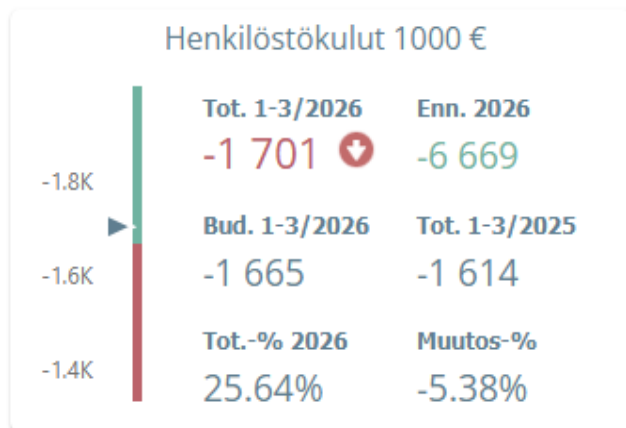 Henkilöstökulut 1000 €
Tot. 1-3/2026 Enn. 2026
-1 701 -6 669
-1.8K
Bud. 1-3/2026 Tot. 1-3/2025
-1 665 -1 614
-1.6K
Tot.-% 2026 Muutos-%
-1.4K
25.64% -5.38%